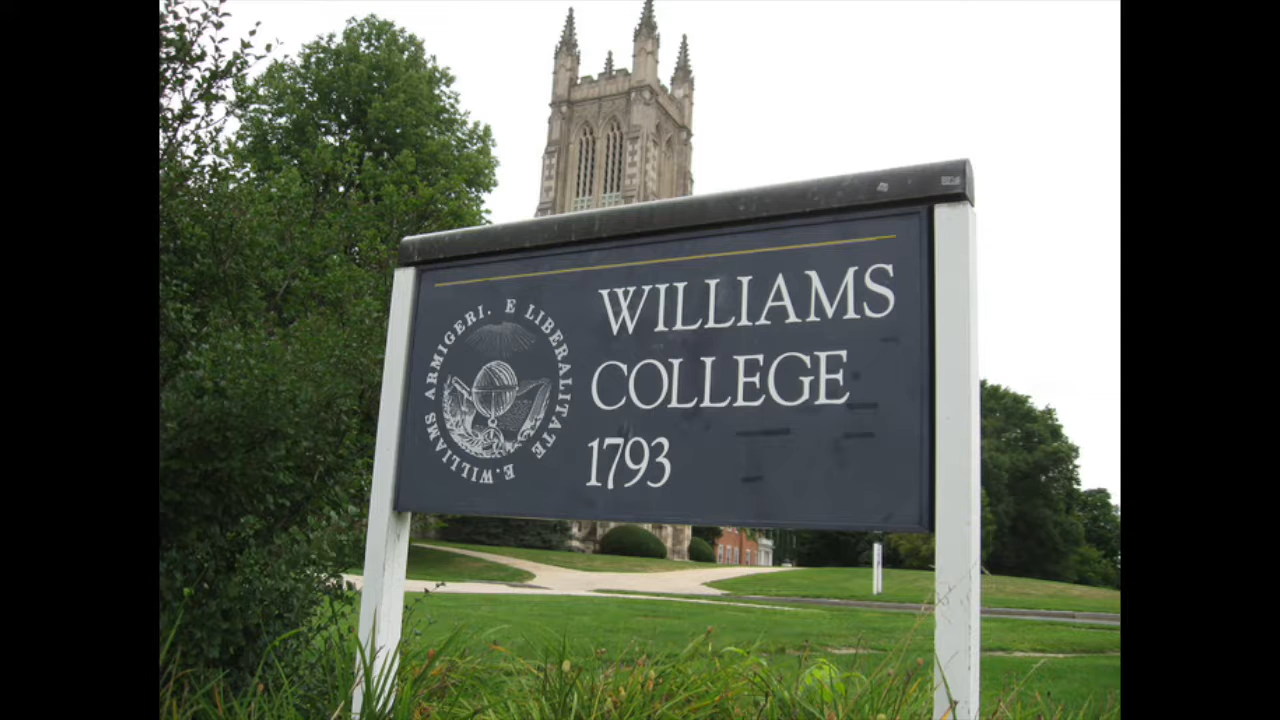 E LIBERALITATE E. WILLIAMS ARMIGERI.
WILLIAMS
COLLEGE
1793